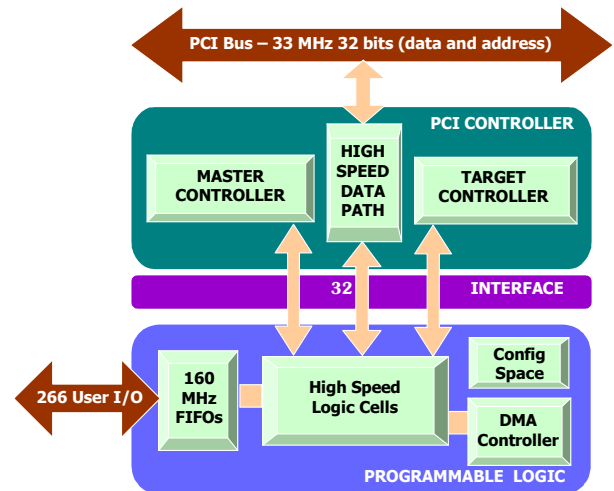 PCI Bus – 33 MHz 32 bits (data and address)
PCI CONTROLLER
MASTER
CONTROLLER
HIGH
SPEED
DATA
PATH
TARGET
CONTROLLER
32
INTERFACE
266 User I/O
160
MHz
FIFOs
High Speed
Logic Cells
Config
Space
DMA
Controller
PROGRAMMABLE LOGIC